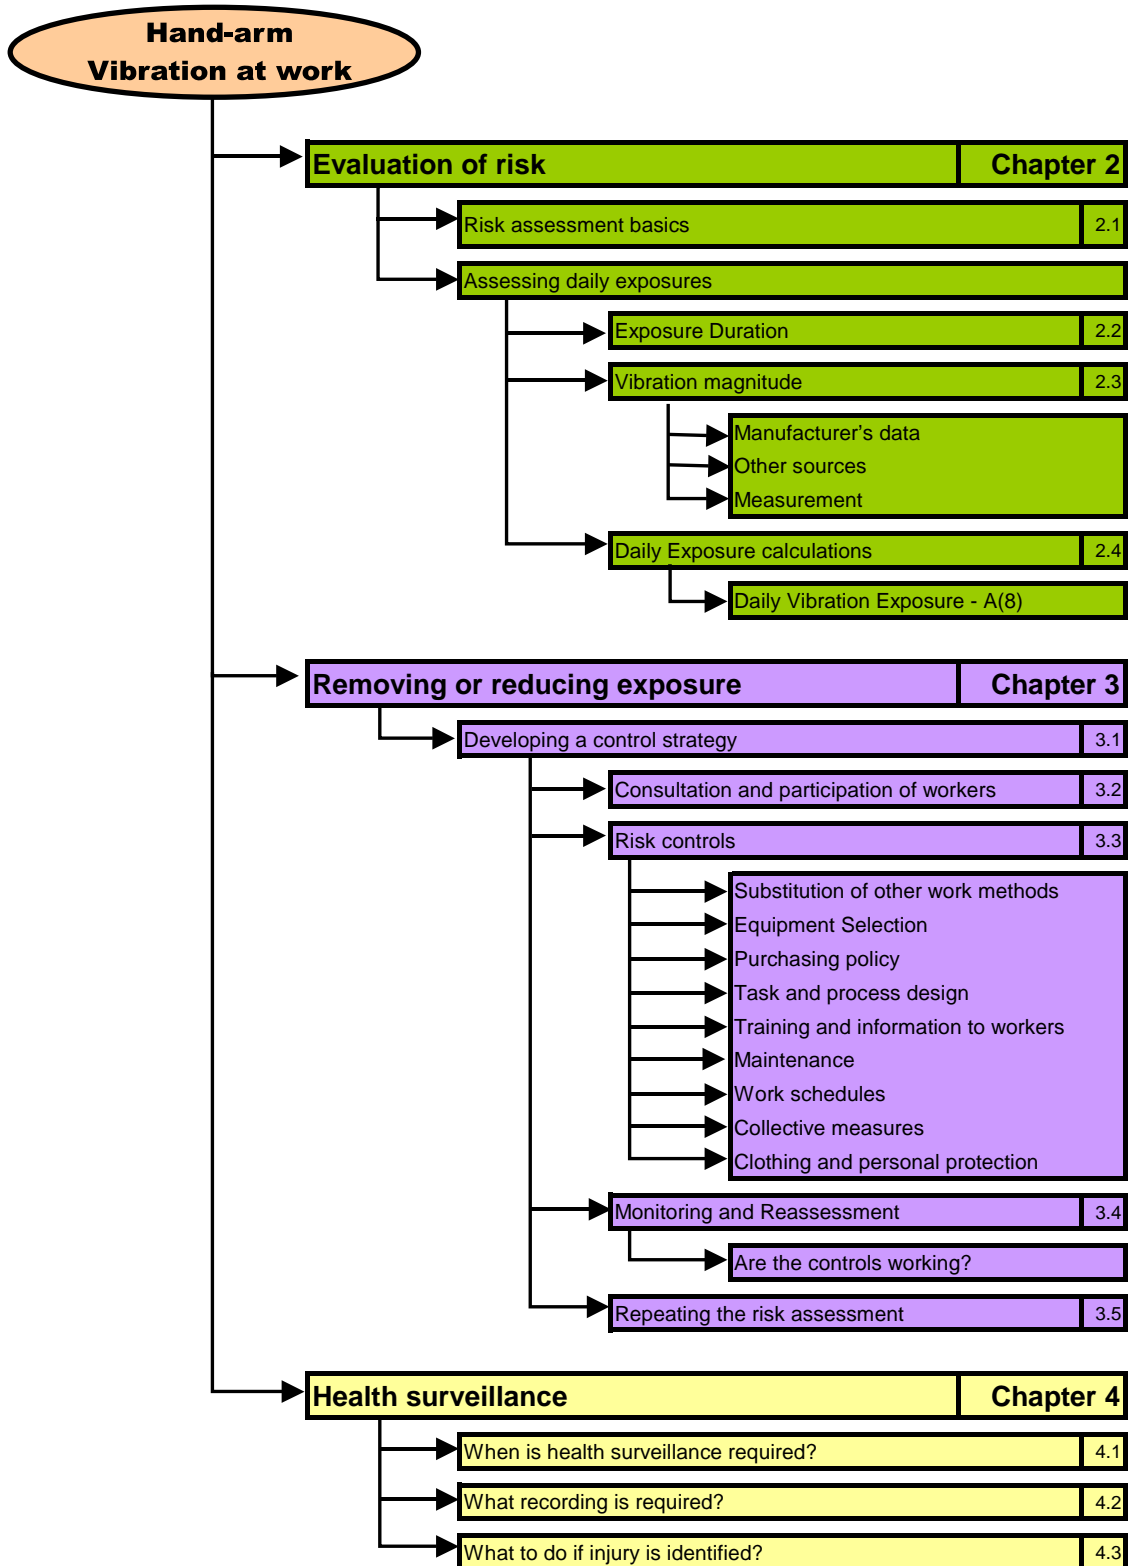 Hand-arm
Vibration at work
Evaluation of risk Chapter 2
Risk assessment basics 2.1
Assessing daily exposures
Exposure Duration 2.2
Vibration magnitude 2.3
Manufacturer's data
Other sources
Measurement
Daily Exposure calculations 2.4
Daily Vibration Exposure - A(8)
Removing or reducing exposure Chapter 3
Developing a control strategy 3.1
Consultation and participation of workers 3.2
Risk controls 3.3
Substitution of other work methods
Equipment Selection
Purchasing policy
Task and process design
Training and information to workers
Maintenance
Work schedules
Collective measures
Clothing and personal protection
Monitoring and Reassessment 3.4
Are the controls working?
Repeating the risk assessment 3.5
Health surveillance Chapter 4
When is health surveillance required? 4.1
What recording is required? 4.2
What to do if injury is identified? 4.3